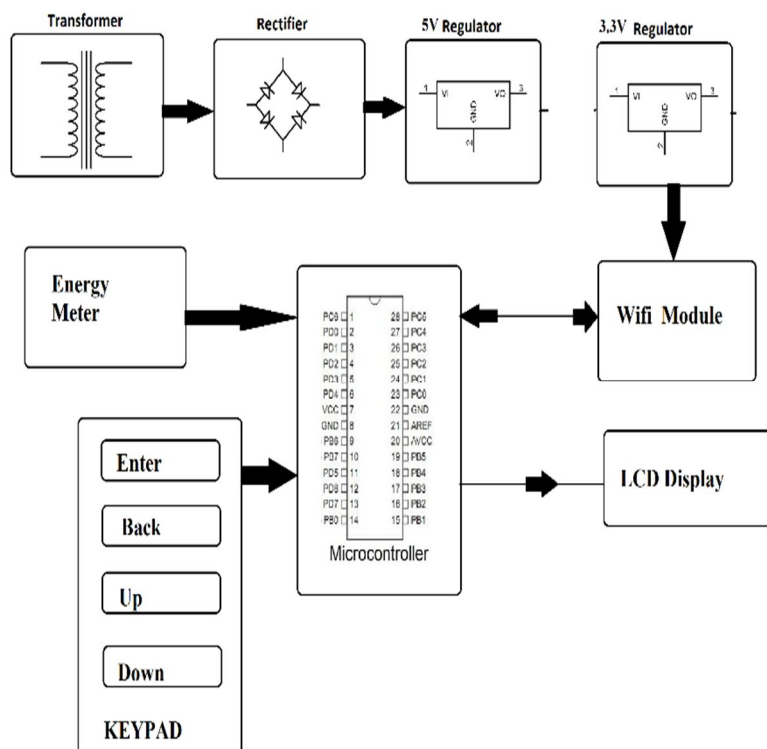 Transformer
Rectifier
5V Regulator
3,3V Regulator
1 VI VO 3
GND
2
1 VI VO 3
GND
2
Energy
Meter
Wifi Module
PC6 1 28 PC5
PD0 2 27 PC4
PD1 3 26 PC3
PD2 4 25 PC2
PD3 5 24 PC1
PD4 6 23 PC0
VCC 7 22 GND
GND 8 21 AREF
PB6 9 20 AVCC
PB7 10 19 PB5
PD5 11 18 PB4
PD6 12 17 PB3
PD7 13 16 PB2
PB0 14 15 PB1
Microcontroller
LCD Display
Enter
Back
Up
Down
KEYPAD